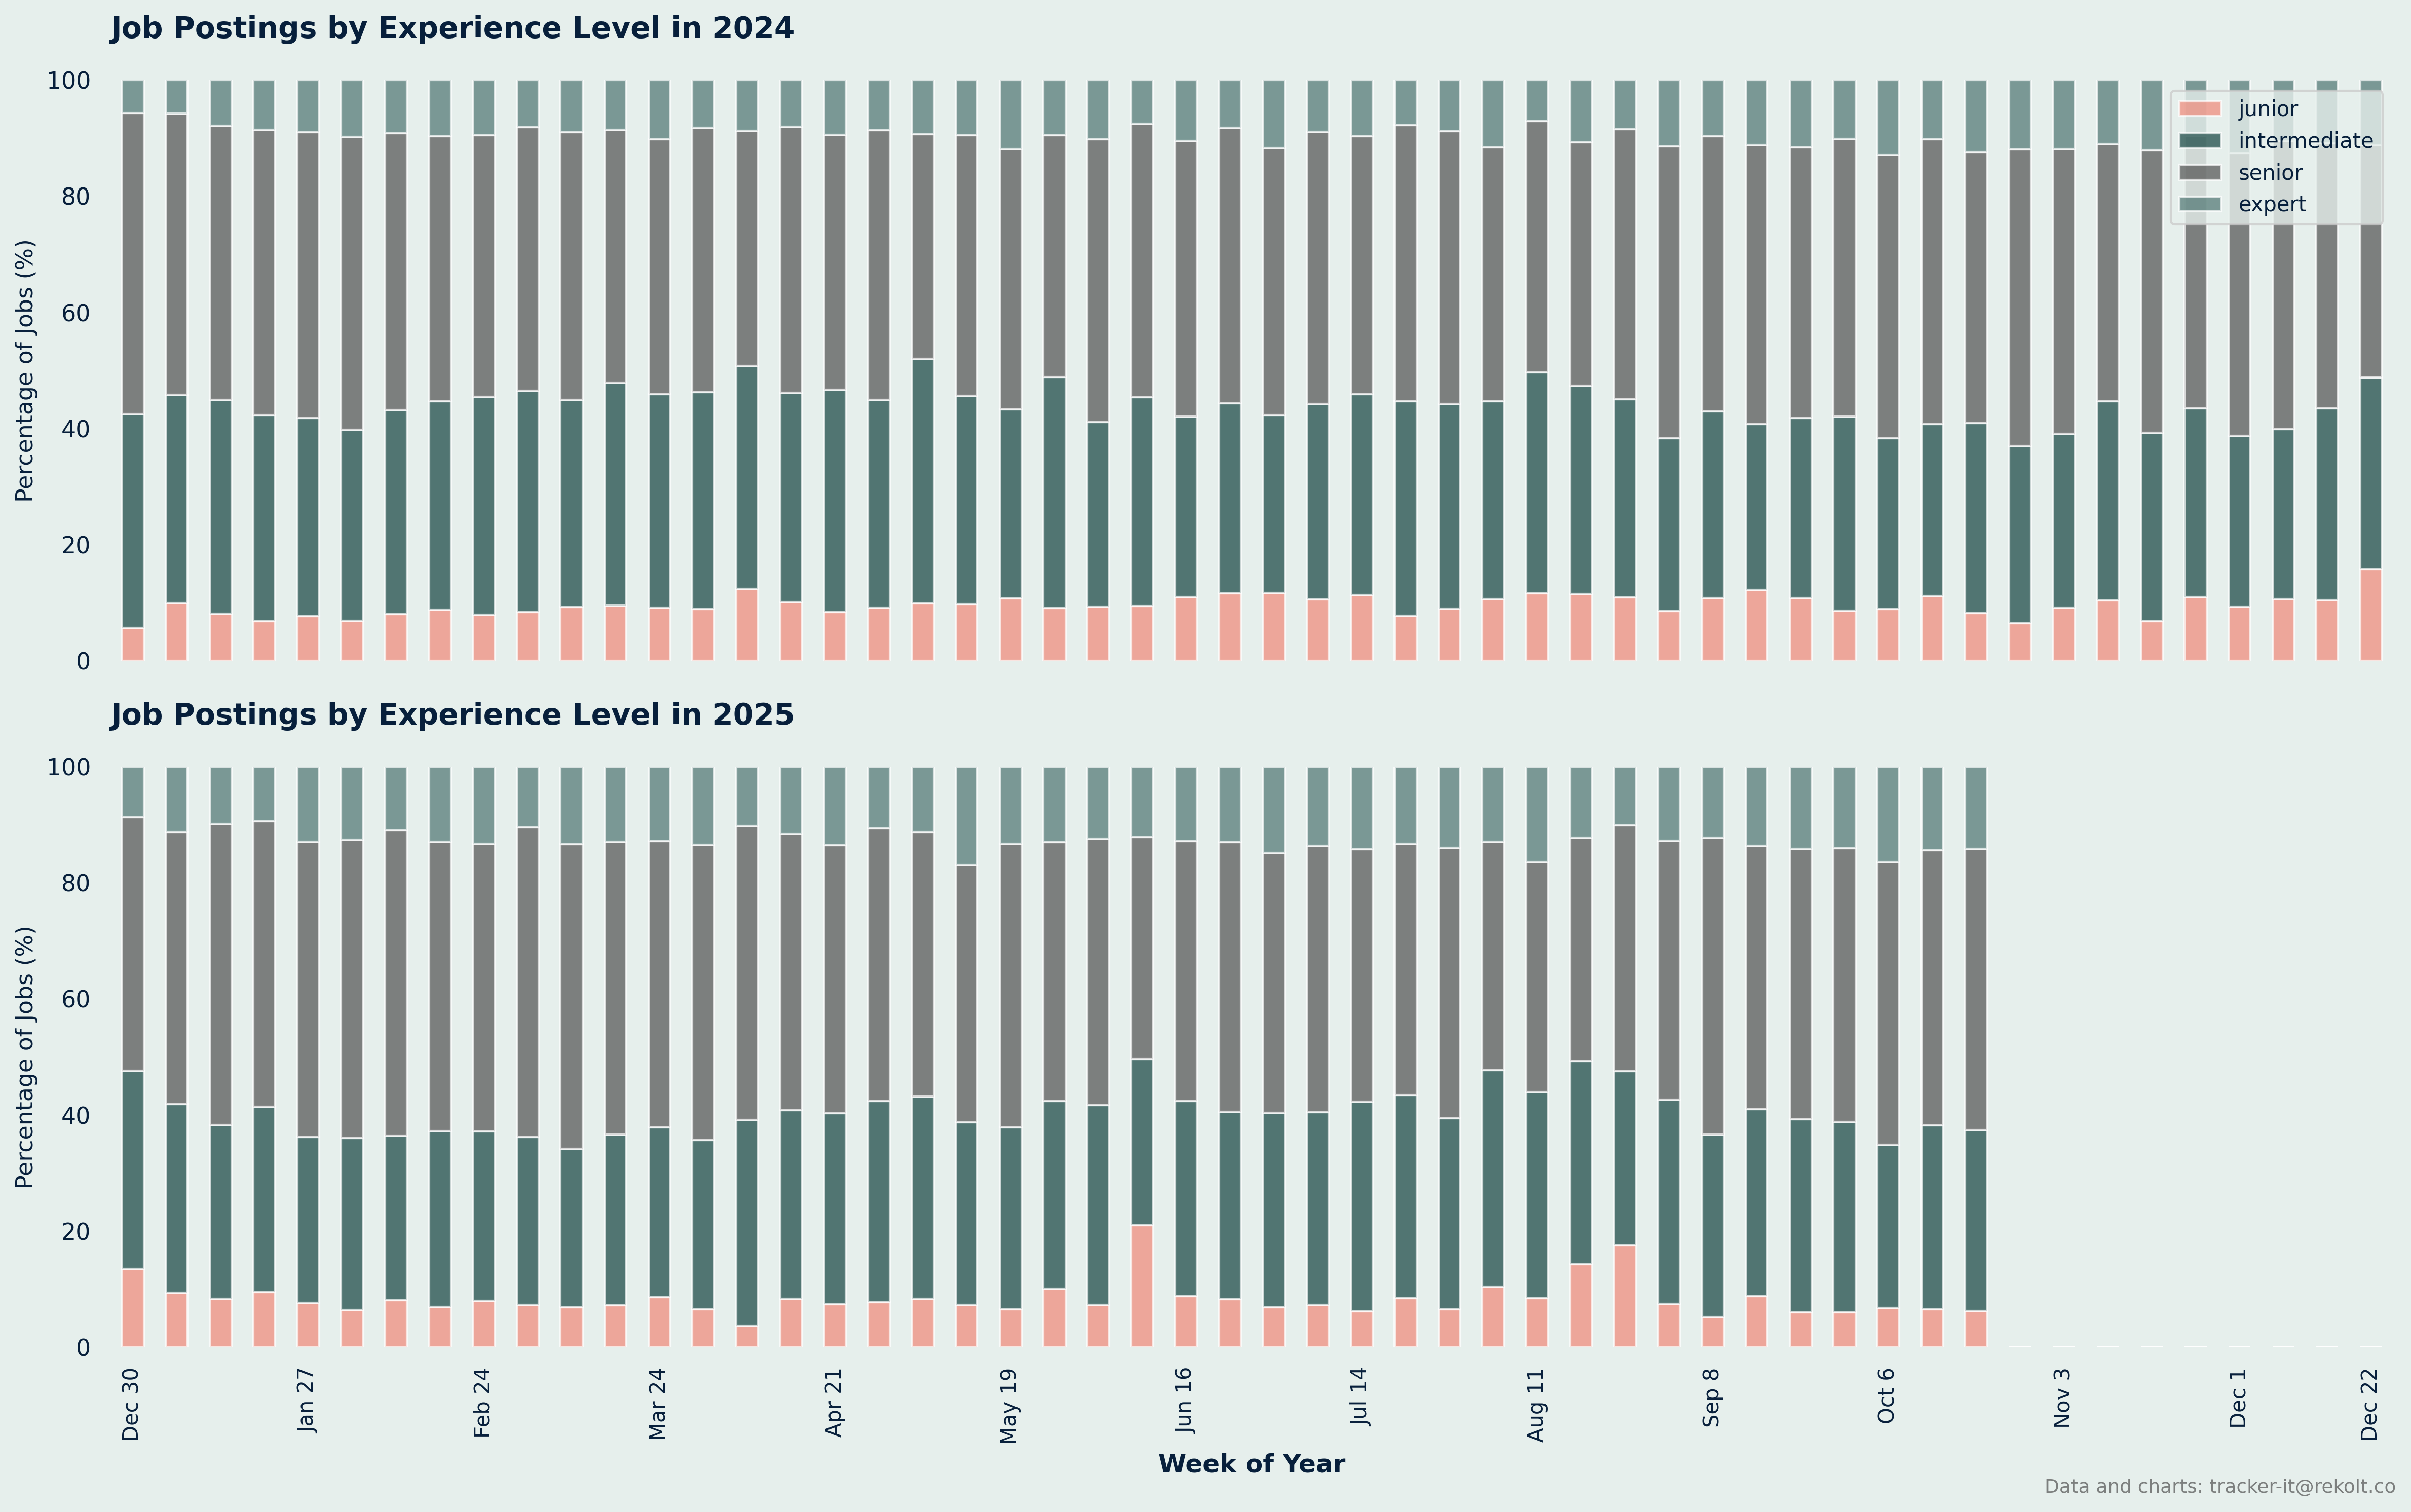 Job Postings by Experience Level in 2024
Percentage of Jobs (%)
100
80
60
40
20
0
junior
intermediate
senior
expert
Job Postings by Experience Level in 2025
Percentage of Jobs (%)
100
80
60
40
20
0
Dec 30
Jan 27
Feb 24
Mar 24
Apr 21
May 19
Jun 16
Jul 14
Aug 11
Sep 8
Oct 6
Nov 3
Dec 1
Dec 22
Week of Year
Data and charts: tracker-it@rekolt.co